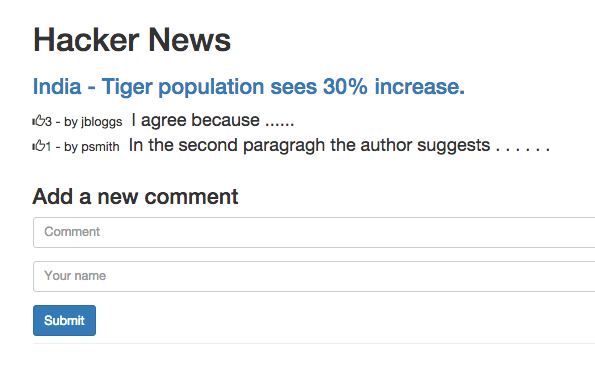 Hacker News
India - Tiger population sees 30% increase.
3 - by jbloggs I agree because ......
1 - by psmith In the second paragragh the author suggests . . . . . .
Add a new comment
Comment
Your name
Submit